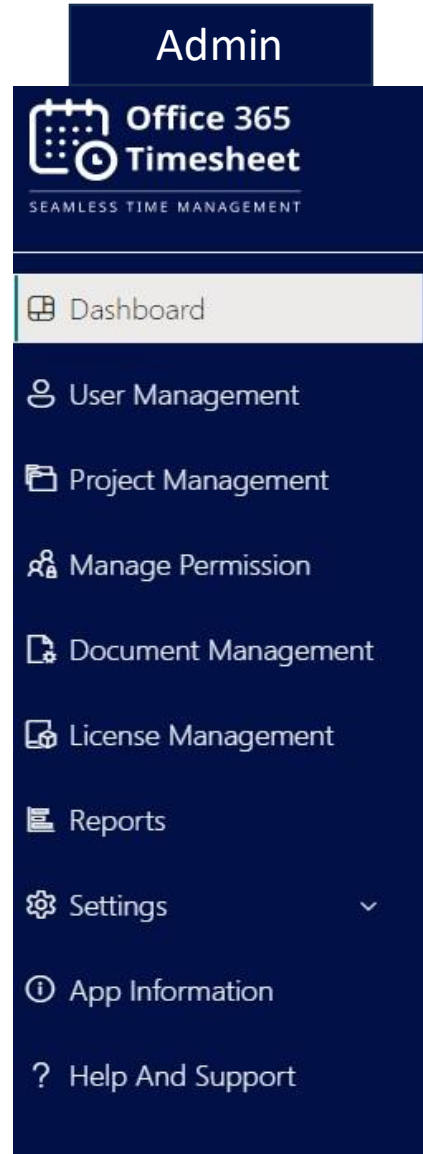 Admin
Office 365
Timesheet
SEAMLESS TIME MANAGEMENT
Dashboard
User Management
Project Management
Manage Permission
Document Management
License Management
Reports
Settings
App Information
? Help And Support